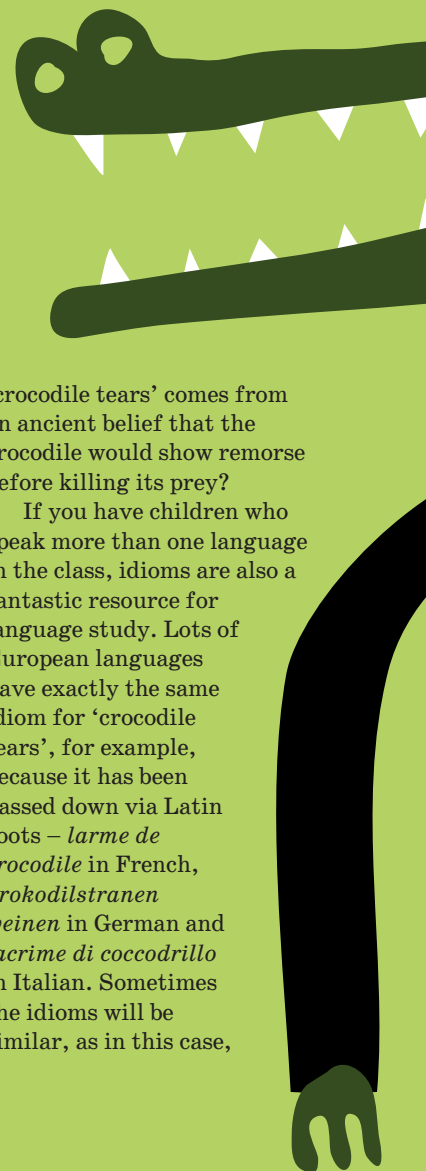 crocodile tears’ comes from
n ancient belief that the
rocodile would show remorse
efore killing its prey?
If you have children who
peak more than one language
n the class, idioms are also a
antastic resource for
anguage study. Lots of
uropean languages
ave exactly the same
diom for ‘crocodile
ears’, for example,
ecause it has been
assed down via Latin
oots – larme de
rocodile in French,
rokodilstranen
einen in German and
acrime di coccodrillo
n Italian. Sometimes
he idioms will be
imilar, as in this case,